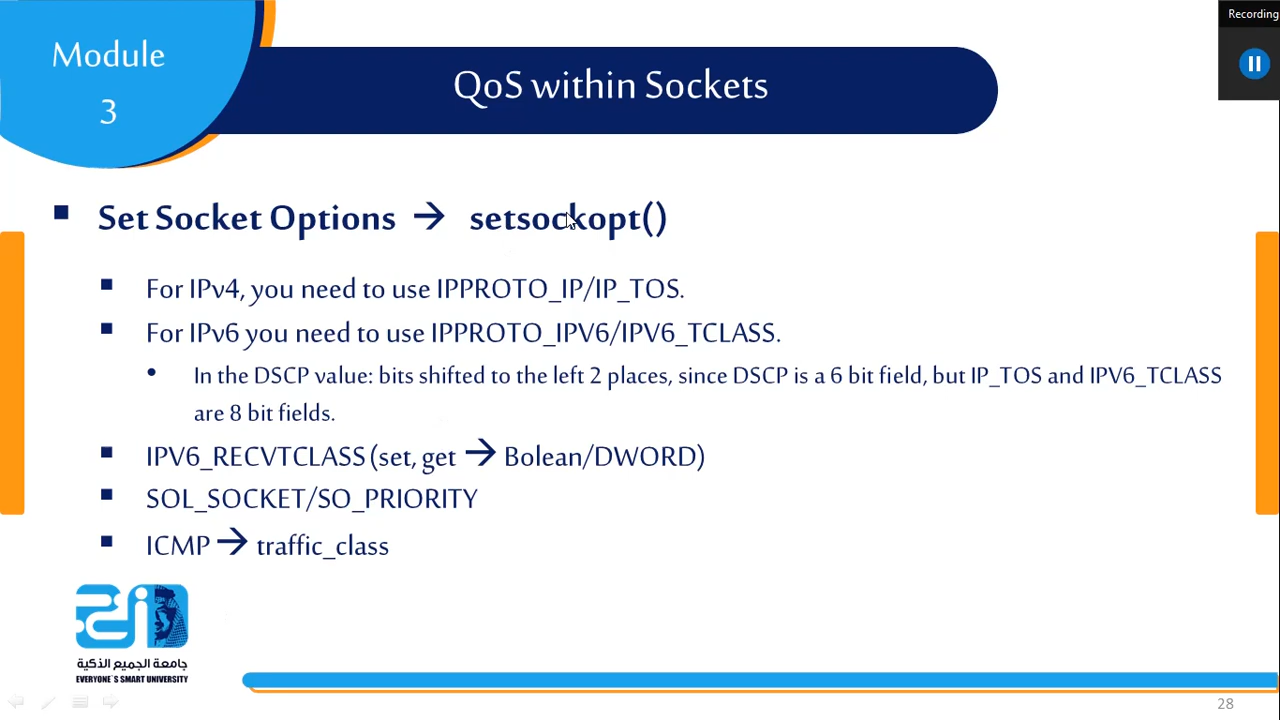 Recording
Module
3
QoS within Sockets
▪ Set Socket Options → setsockopt()
▪ For IPv4, you need to use IPPROTO_IP/IP_TOS.
▪ For IPv6 you need to use IPPROTO_IPV6/IPV6_TCLASS.
• In the DSCP value: bits shifted to the left 2 places, since DSCP is a 6 bit field, but IP_TOS and IPV6_TCLASS
are 8 bit fields.
▪ IPV6_RECVTCLASS (set, get → Bolean/DWORD)
▪ SOL_SOCKET/SO_PRIORITY
▪ ICMP → traffic_class
جامعة الجميع الذكية
EVERYONE`S SMART UNIVERSITY
28